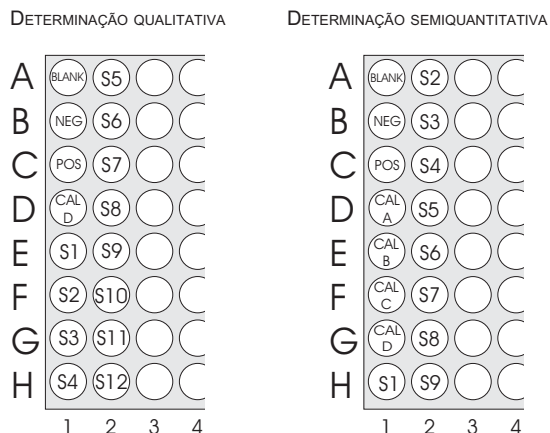 DETERMINAÇÃO QUALITATIVA
A BLANK S5
B NEG S6
C POS S7
D CAL D S8
E S1 S9
F S2 S10
G S3 S11
H S4 S12
1 2 3 4
DETERMINAÇÃO SEMIQUANTITATIVA
A BLANK S2
B NEG S3
C POS S4
D CAL A S5
E CAL B S6
F CAL C S7
G CAL D S8
H S1 S9
1 2 3 4